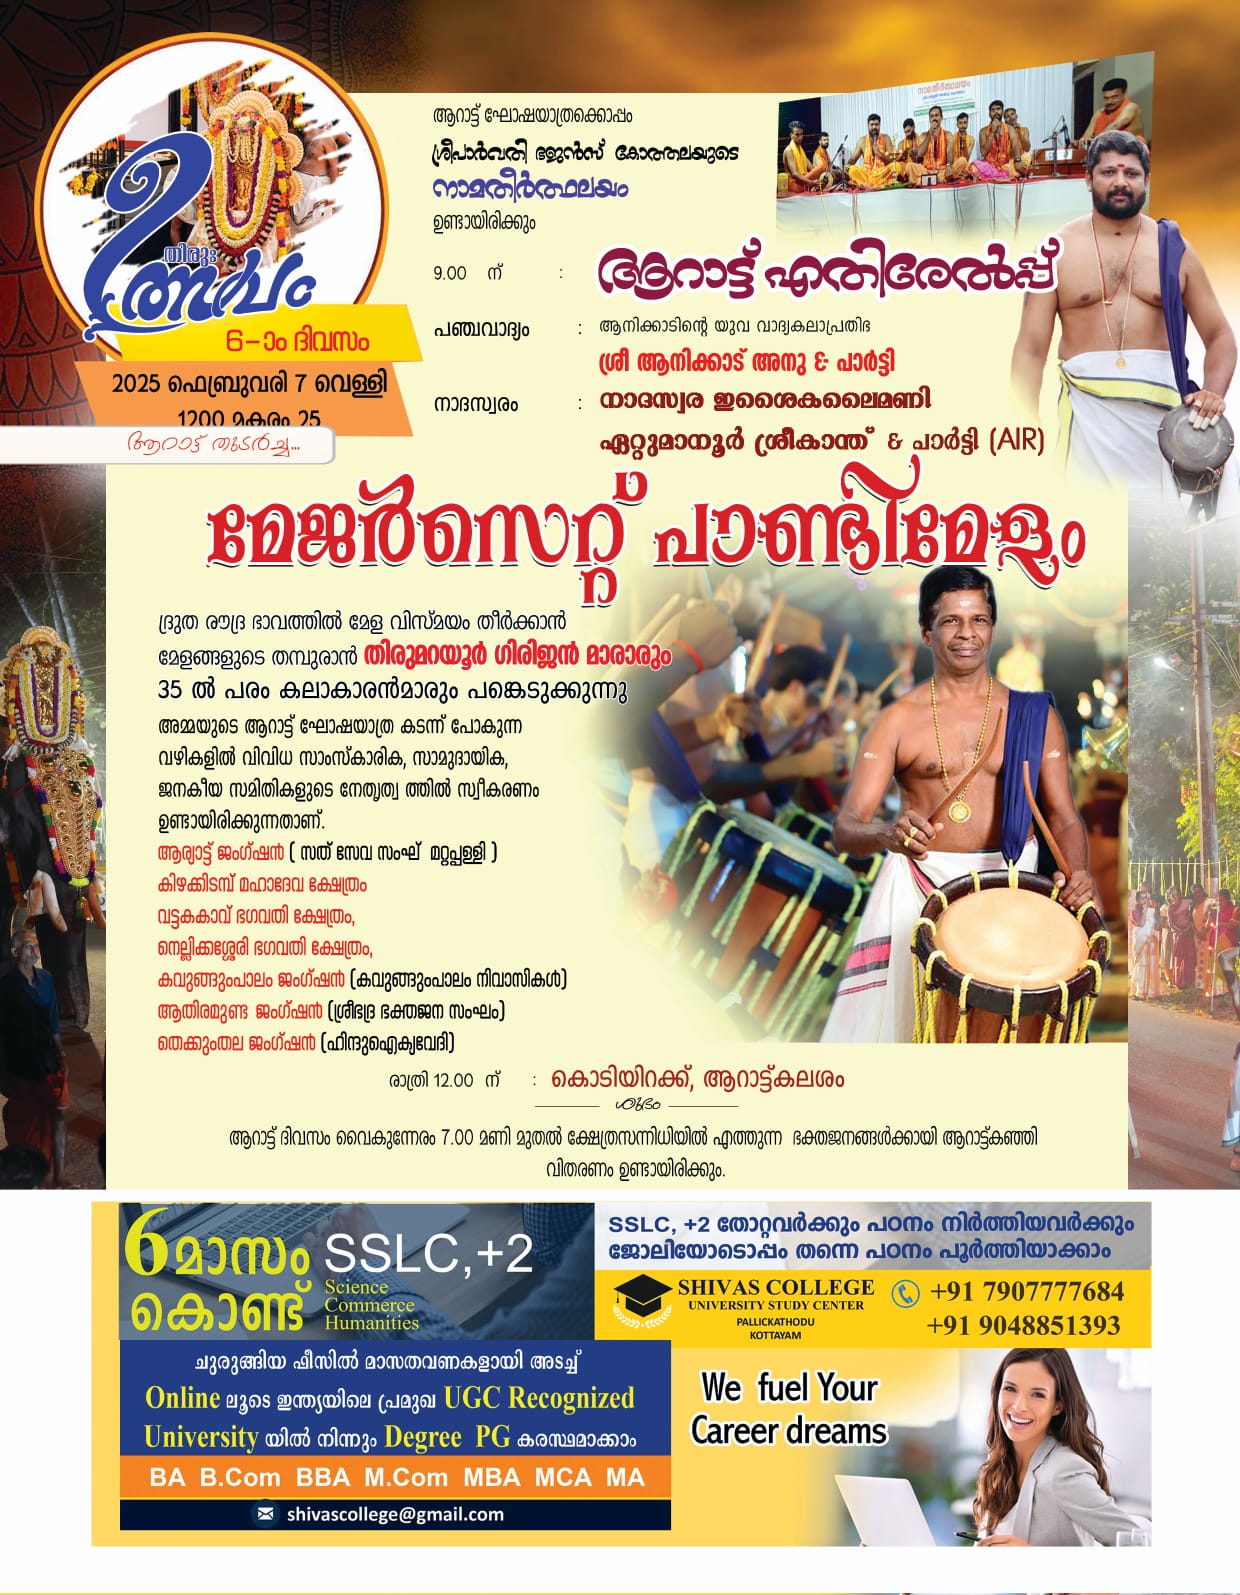 തിരുഃ
ഉത്സവം
6-ാം ദിവസം
2025 ഫെബ്രുവരി 7 വെള്ളി
1200 മകരം 25
ആറാട്ട് തുടർച്ച...
ആറാട്ട് ഘോഷയാത്രക്കൊപ്പം
ശ്രീപാർവതി ഭജൻസ് കോത്തലയുടെ
നാമതീർത്ഥലയം
ഉണ്ടായിരിക്കും
നാമതീർത്ഥലയം
9.00 ന് : ആറാട്ട് എതിരേൽപ്പ്
പഞ്ചവാദ്യം : ആനിക്കാടിന്റെ യുവ വാദ്യകലാപ്രതിഭ
ശ്രീ ആനിക്കാട് അനു & പാർട്ടി
നാദസ്വരം : നാദസ്വര ഇശൈകലൈമണി
ഏറ്റുമാനൂർ ശ്രീകാന്ത് & പാർട്ടി (AIR)
മേജർസെറ്റ് പാണ്ടിമേളം
ദ്രുത രൗദ്ര ഭാവത്തിൽ മേള വിസ്മയം തീർക്കാൻ
മേളങ്ങളുടെ തമ്പുരാൻ തിരുമറയൂർ ഗിരിജൻ മാരാരും
35 ൽ പരം കലാകാരൻമാരും പങ്കെടുക്കുന്നു
അമ്മയുടെ ആറാട്ട് ഘോഷയാത്ര കടന്ന് പോകുന്ന
വഴികളിൽ വിവിധ സാംസ്കാരിക, സാമുദായിക,
ജനകീയ സമിതികളുടെ നേതൃത്വ ത്തിൽ സ്വീകരണം
ഉണ്ടായിരിക്കുന്നതാണ്.
ആര്യാട്ട് ജംഗ്ഷൻ ( സത് സേവ സംഘ് മറ്റപ്പള്ളി )
കിഴക്കിടമ്പ് മഹാദേവ ക്ഷേത്രം
വട്ടകകാവ് ഭഗവതി ക്ഷേത്രം,
നെല്ലിക്കശ്ശേരി ഭഗവതി ക്ഷേത്രം,
കവുങ്ങുംപാലം ജംഗ്ഷൻ (കവുങ്ങുംപാലം നിവാസികൾ)
ആതിരമുണ്ട ജംഗ്ഷൻ (ശ്രീഭദ്ര ഭക്തജന സംഘം)
തെക്കുംതല ജംഗ്ഷൻ (ഹിന്ദുഐക്യവേദി)
രാത്രി 12.00 ന് : കൊടിയിറക്ക്, ആറാട്ട്കലശം
ശുഭം
ആറാട്ട് ദിവസം വൈകുന്നേരം 7.00 മണി മുതൽ ക്ഷേത്രസന്നിധിയിൽ എത്തുന്ന ഭക്തജനങ്ങൾക്കായി ആറാട്ട്കഞ്ഞി
വിതരണം ഉണ്ടായിരിക്കും.
6മാസം SSLC,+2
കൊണ്ട്
Science
Commerce
Humanities
SSLC, +2 തോറ്റവർക്കും പഠനം നിർത്തിയവർക്കും
ജോലിയോടൊപ്പം തന്നെ പഠനം പൂർത്തിയാക്കാം
SHIVAS COLLEGE
UNIVERSITY STUDY CENTER
PALLICKATHODU
KOTTAYAM
+91 7907777684
+91 9048851393
ചുരുങ്ങിയ ഫീസിൽ മാസതവണകളായി അടച്ച്
Online ലൂടെ ഇന്ത്യയിലെ പ്രമുഖ UGC Recognized
University യിൽ നിന്നും Degree PG കരസ്ഥമാക്കാം
BA B.Com BBA M.Com MBA MCA MA
shivascollege@gmail.com
We fuel Your
Career dreams